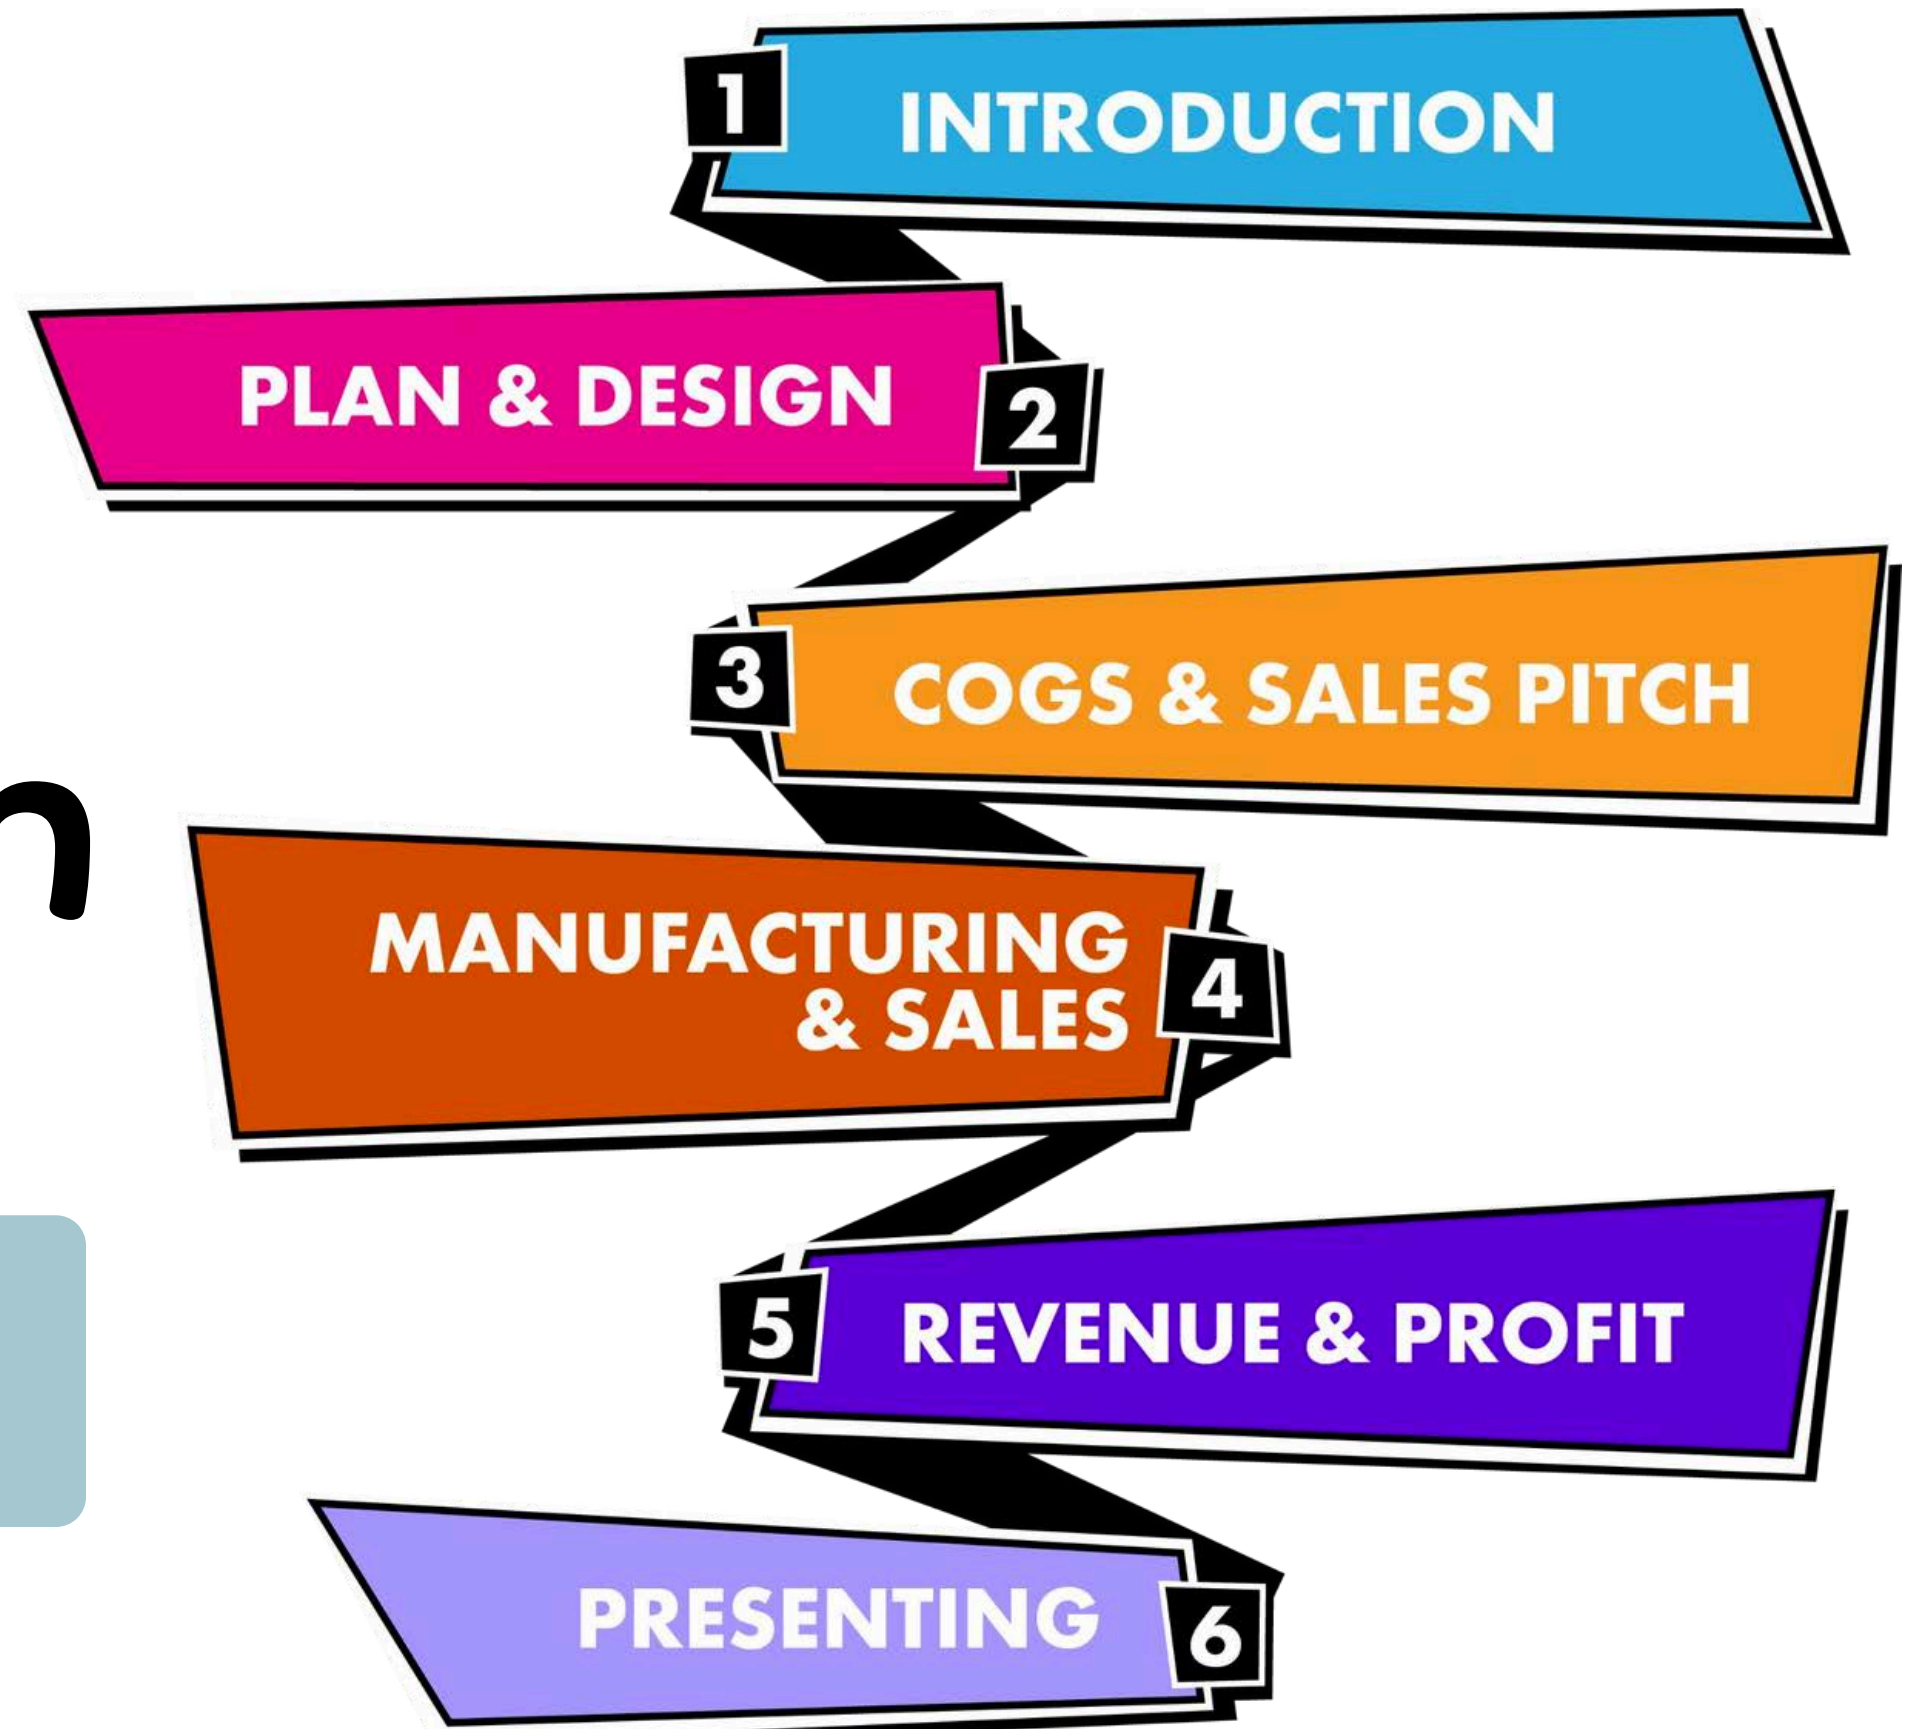 1
INTRODUCTION
PLAN & DESIGN
2
3
COGS & SALES PITCH
MANUFACTURING
& SALES
4
5
REVENUE & PROFIT
PRESENTING
6